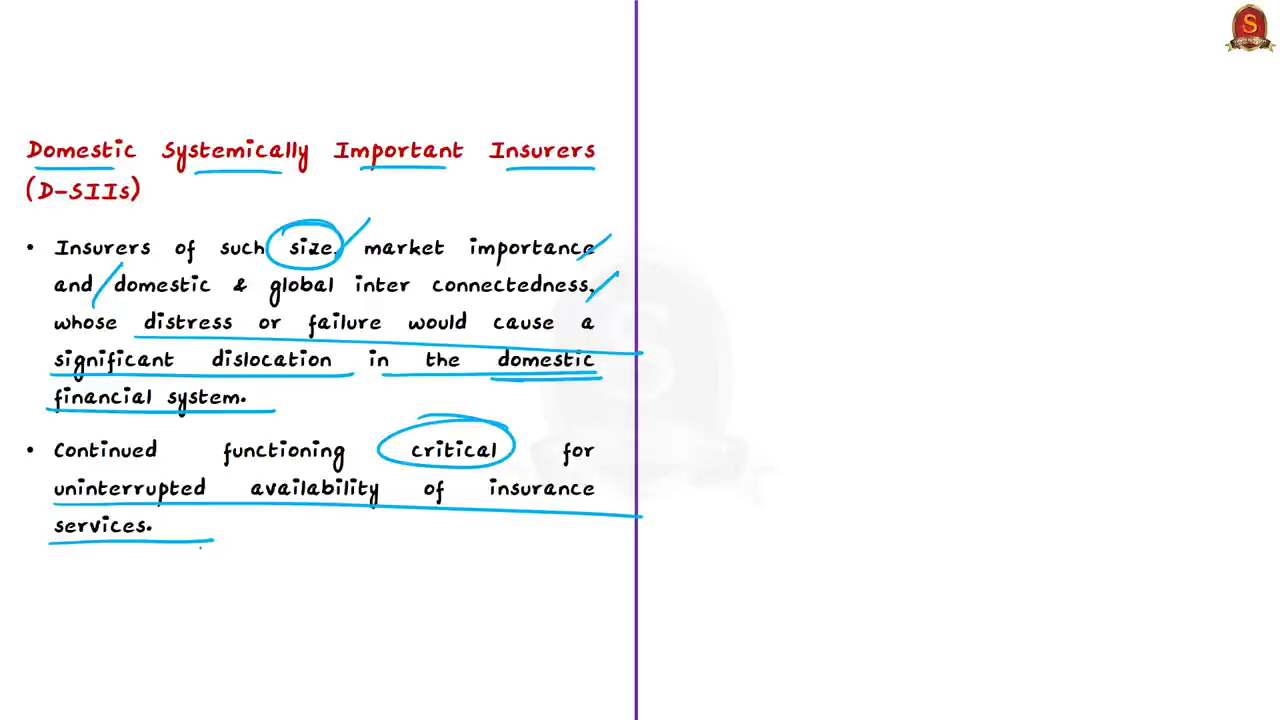 Domestic Systemically Important Insurers
(D-SIIs)
• Insurers of such size, market importance
and domestic & global inter connectedness,
whose distress or failure would cause a
significant dislocation in the domestic
financial system.
• Continued functioning critical for
uninterrupted availability of insurance
services.
S